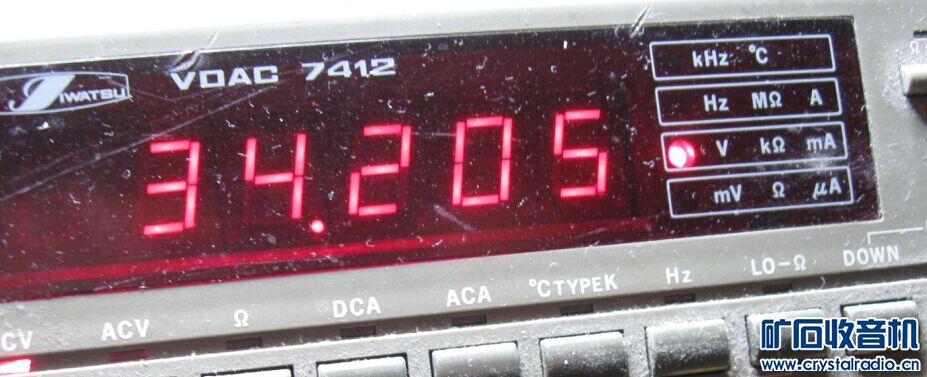 IWATSU
VOAC 7412
34.205
kHz °C
Hz MΩ A
V kΩ mA
mV Ω μA
CV ACV Ω DCA ACA °CTYPEK Hz LO-Ω DOWN
Ω
矿石收音机
www.crystalradio.cn